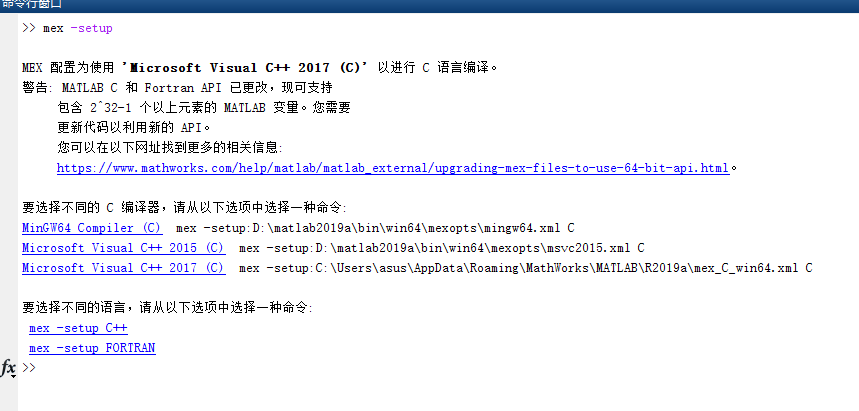 命令行窗口
>> mex -setup
MEX 配置为使用 'Microsoft Visual C++ 2017 (C)' 以进行 C 语言编译。
警告: MATLAB C 和 Fortran API 已更改，现可支持
包含 2^32-1 个以上元素的 MATLAB 变量。您需要
更新代码以利用新的 API。
您可以在以下网址找到更多的相关信息:
https://www.mathworks.com/help/matlab/matlab_external/upgrading-mex-files-to-use-64-bit-api.html。
要选择不同的 C 编译器，请从以下选项中选择一种命令:
MinGW64 Compiler (C)  mex -setup:D:\matlab2019a\bin\win64\mexopts\mingw64.xml C
Microsoft Visual C++ 2015 (C)  mex -setup:D:\matlab2019a\bin\win64\mexopts\msvc2015.xml C
Microsoft Visual C++ 2017 (C)  mex -setup:C:\Users\asus\AppData\Roaming\MathWorks\MATLAB\R2019a\mex_C_win64.xml C
要选择不同的语言，请从以下选项中选择一种命令:
mex -setup C++
mex -setup FORTRAN
fx >>